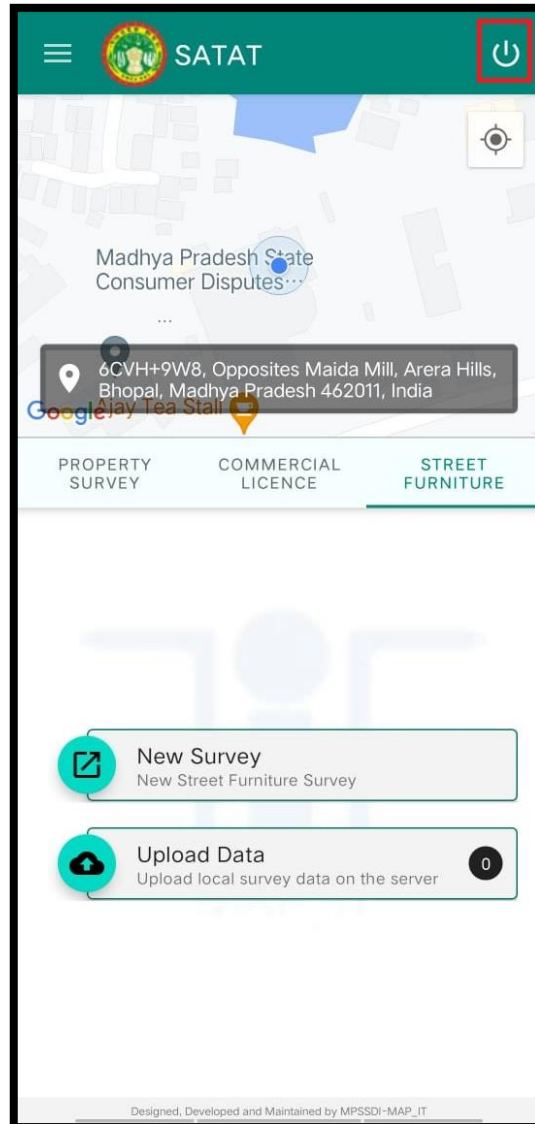 SATAT
Madhya Pradesh State
Consumer Disputes...
...
6CVH+9W8, Opposites Maida Mill, Arera Hills,
Bhopal, Madhya Pradesh 462011, India
Google
Ajay Tea Stall
PROPERTY
SURVEY
COMMERCIAL
LICENCE
STREET
FURNITURE
New Survey
New Street Furniture Survey
Upload Data
Upload local survey data on the server
0
Designed, Developed and Maintained by MPSSDI-MAP_IT